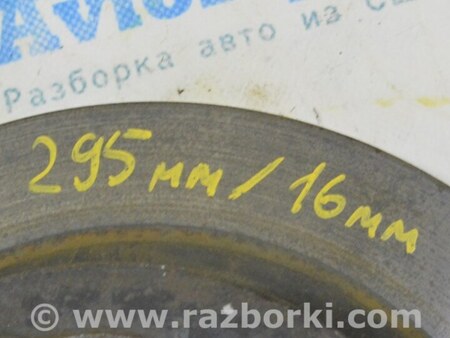 Разборка авто из
295мм/16мм
© www.razborki.com